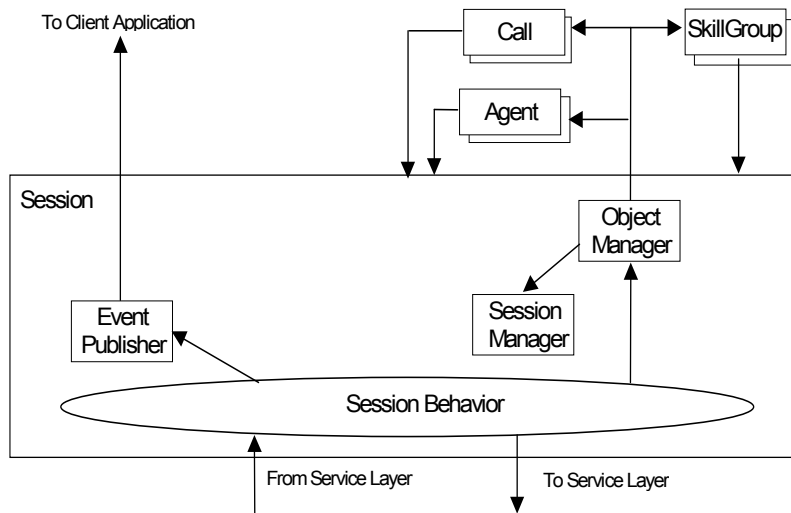 To Client Application
Call
SkillGroup
Agent
Session
Object
Manager
Session
Manager
Event
Publisher
Session Behavior
From Service Layer
To Service Layer